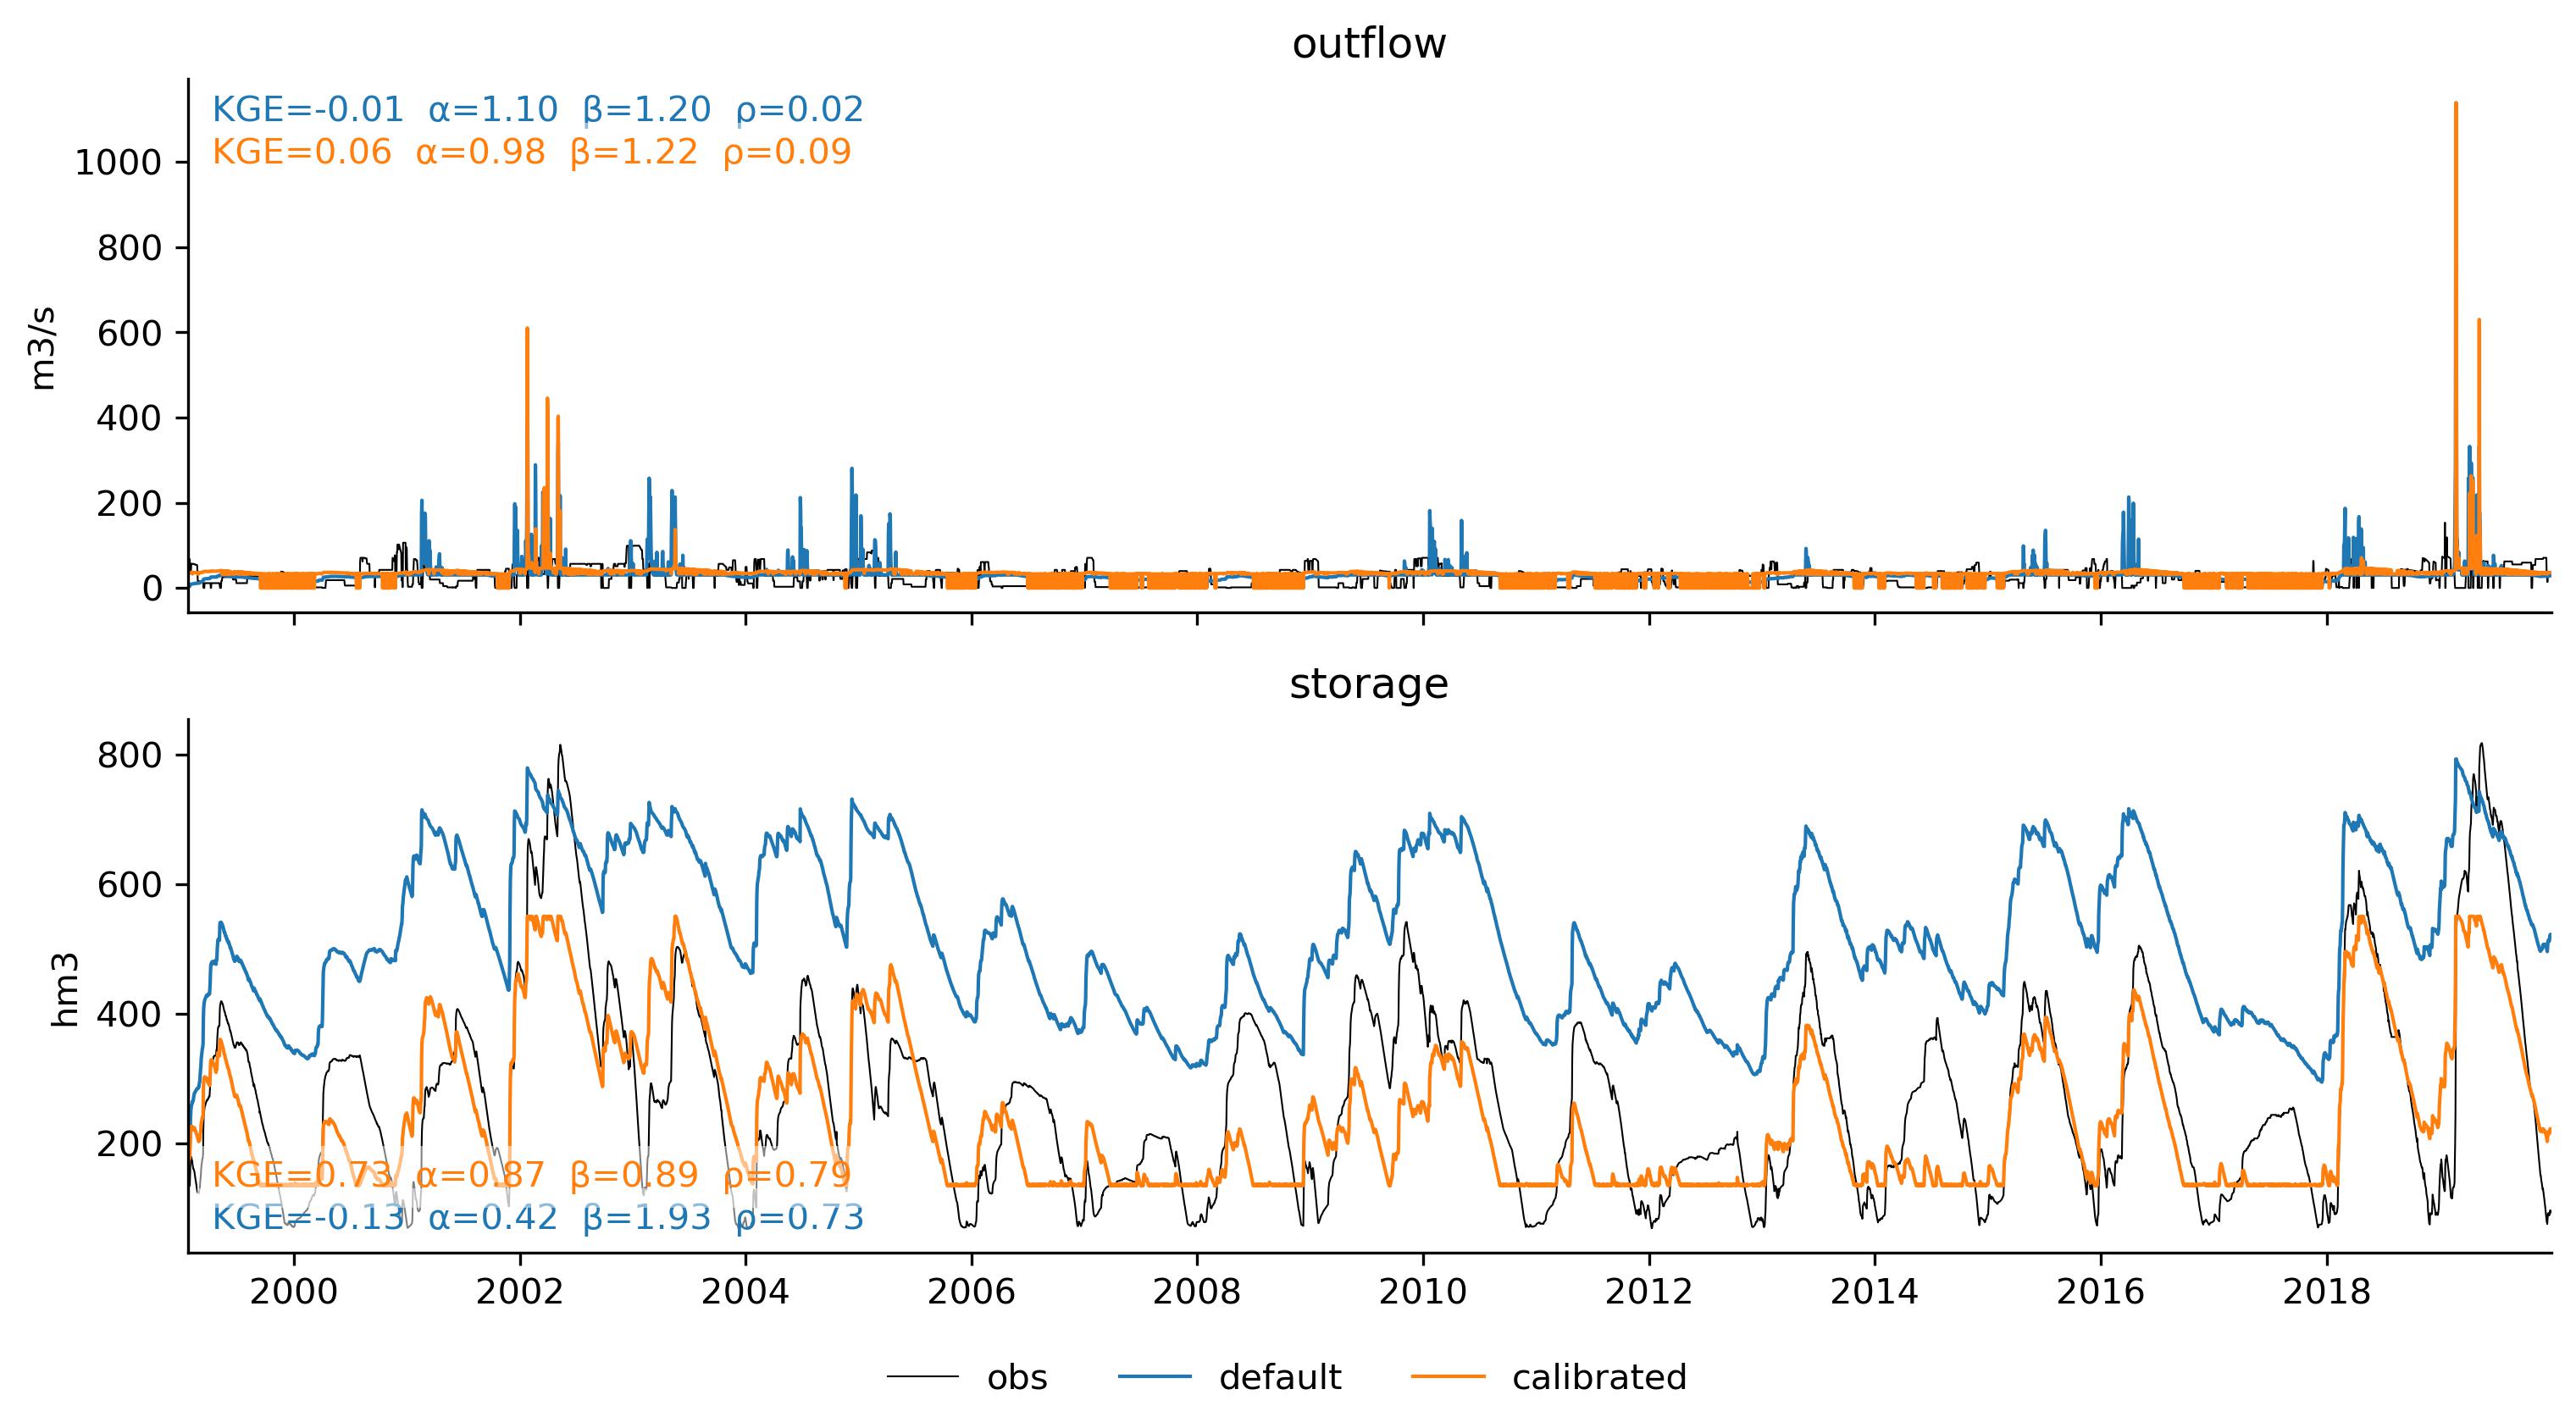 outflow
KGE=-0.01 α=1.10 β=1.20 ρ=0.02
KGE=0.06 α=0.98 β=1.22 ρ=0.09
1000
800
600
400
200
0
m3/s
storage
800
600
400
200
hm3
KGE=0.73 α=0.87 β=0.89 ρ=0.79
KGE=-0.13 α=0.42 β=1.93 ρ=0.73
2000 2002 2004 2006 2008 2010 2012 2014 2016 2018
obs default calibrated